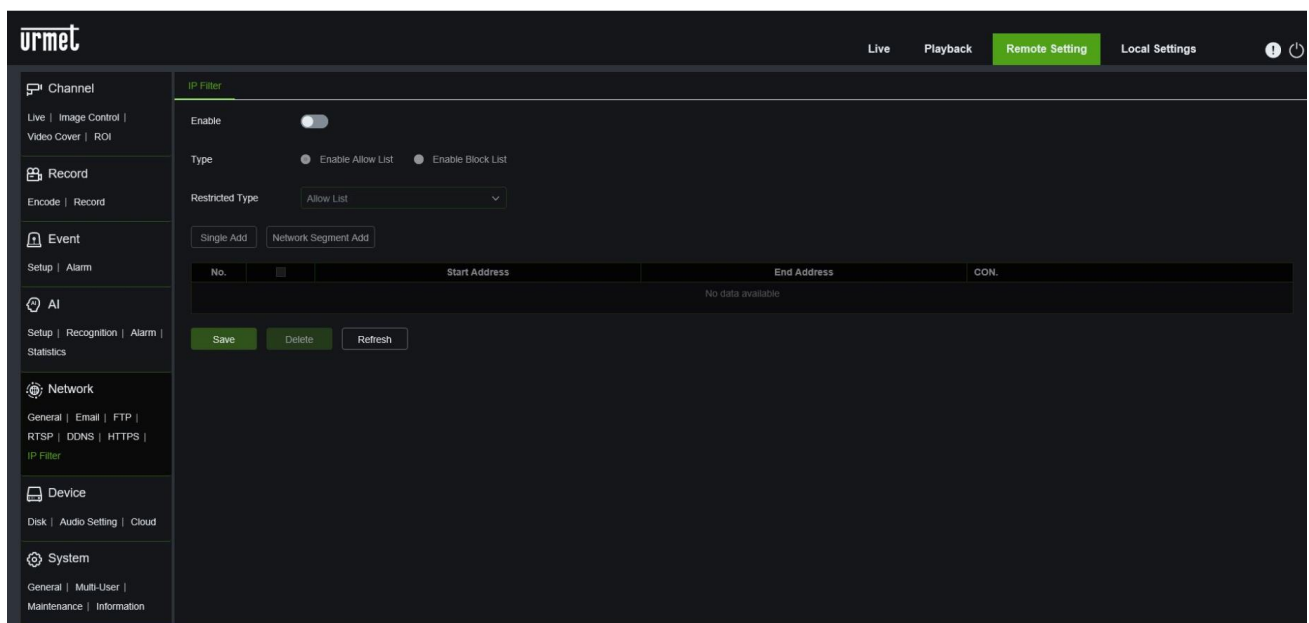 urmet
Live Playback Remote Setting Local Settings
Channel
Live | Image Control |
Video Cover | ROI
Record
Encode | Record
Event
Setup | Alarm
AI
Setup | Recognition | Alarm |
Statistics
Network
General | Email | FTP |
RTSP | DDNS | HTTPS |
IP Filter
Device
Disk | Audio Setting | Cloud
System
General | Multi-User |
Maintenance | Information
IP Filter
Enable
Type Enable Allow List Enable Block List
Restricted Type Allow List
Single Add Network Segment Add
No. Start Address End Address CON.
No data available
Save Delete Refresh